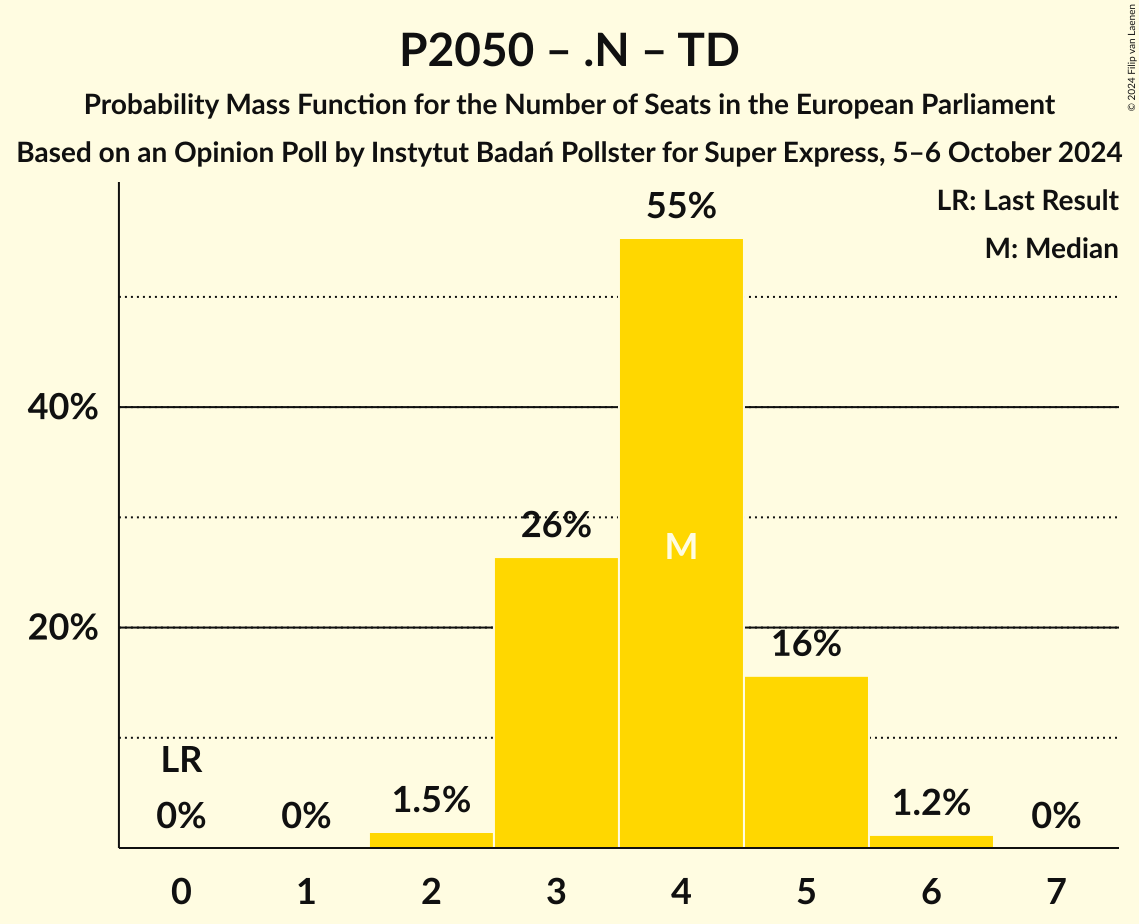 P2050 – .N – TD
Probability Mass Function for the Number of Seats in the European Parliament
Based on an Opinion Poll by Instytut Badań Pollster for Super Express, 5–6 October 2024
© 2024 Filip van Laenen
LR: Last Result
M: Median
55%
40%
26%
M
20%
16%
LR
0%
0%
1.5%
1.2%
0%
0 1 2 3 4 5 6 7